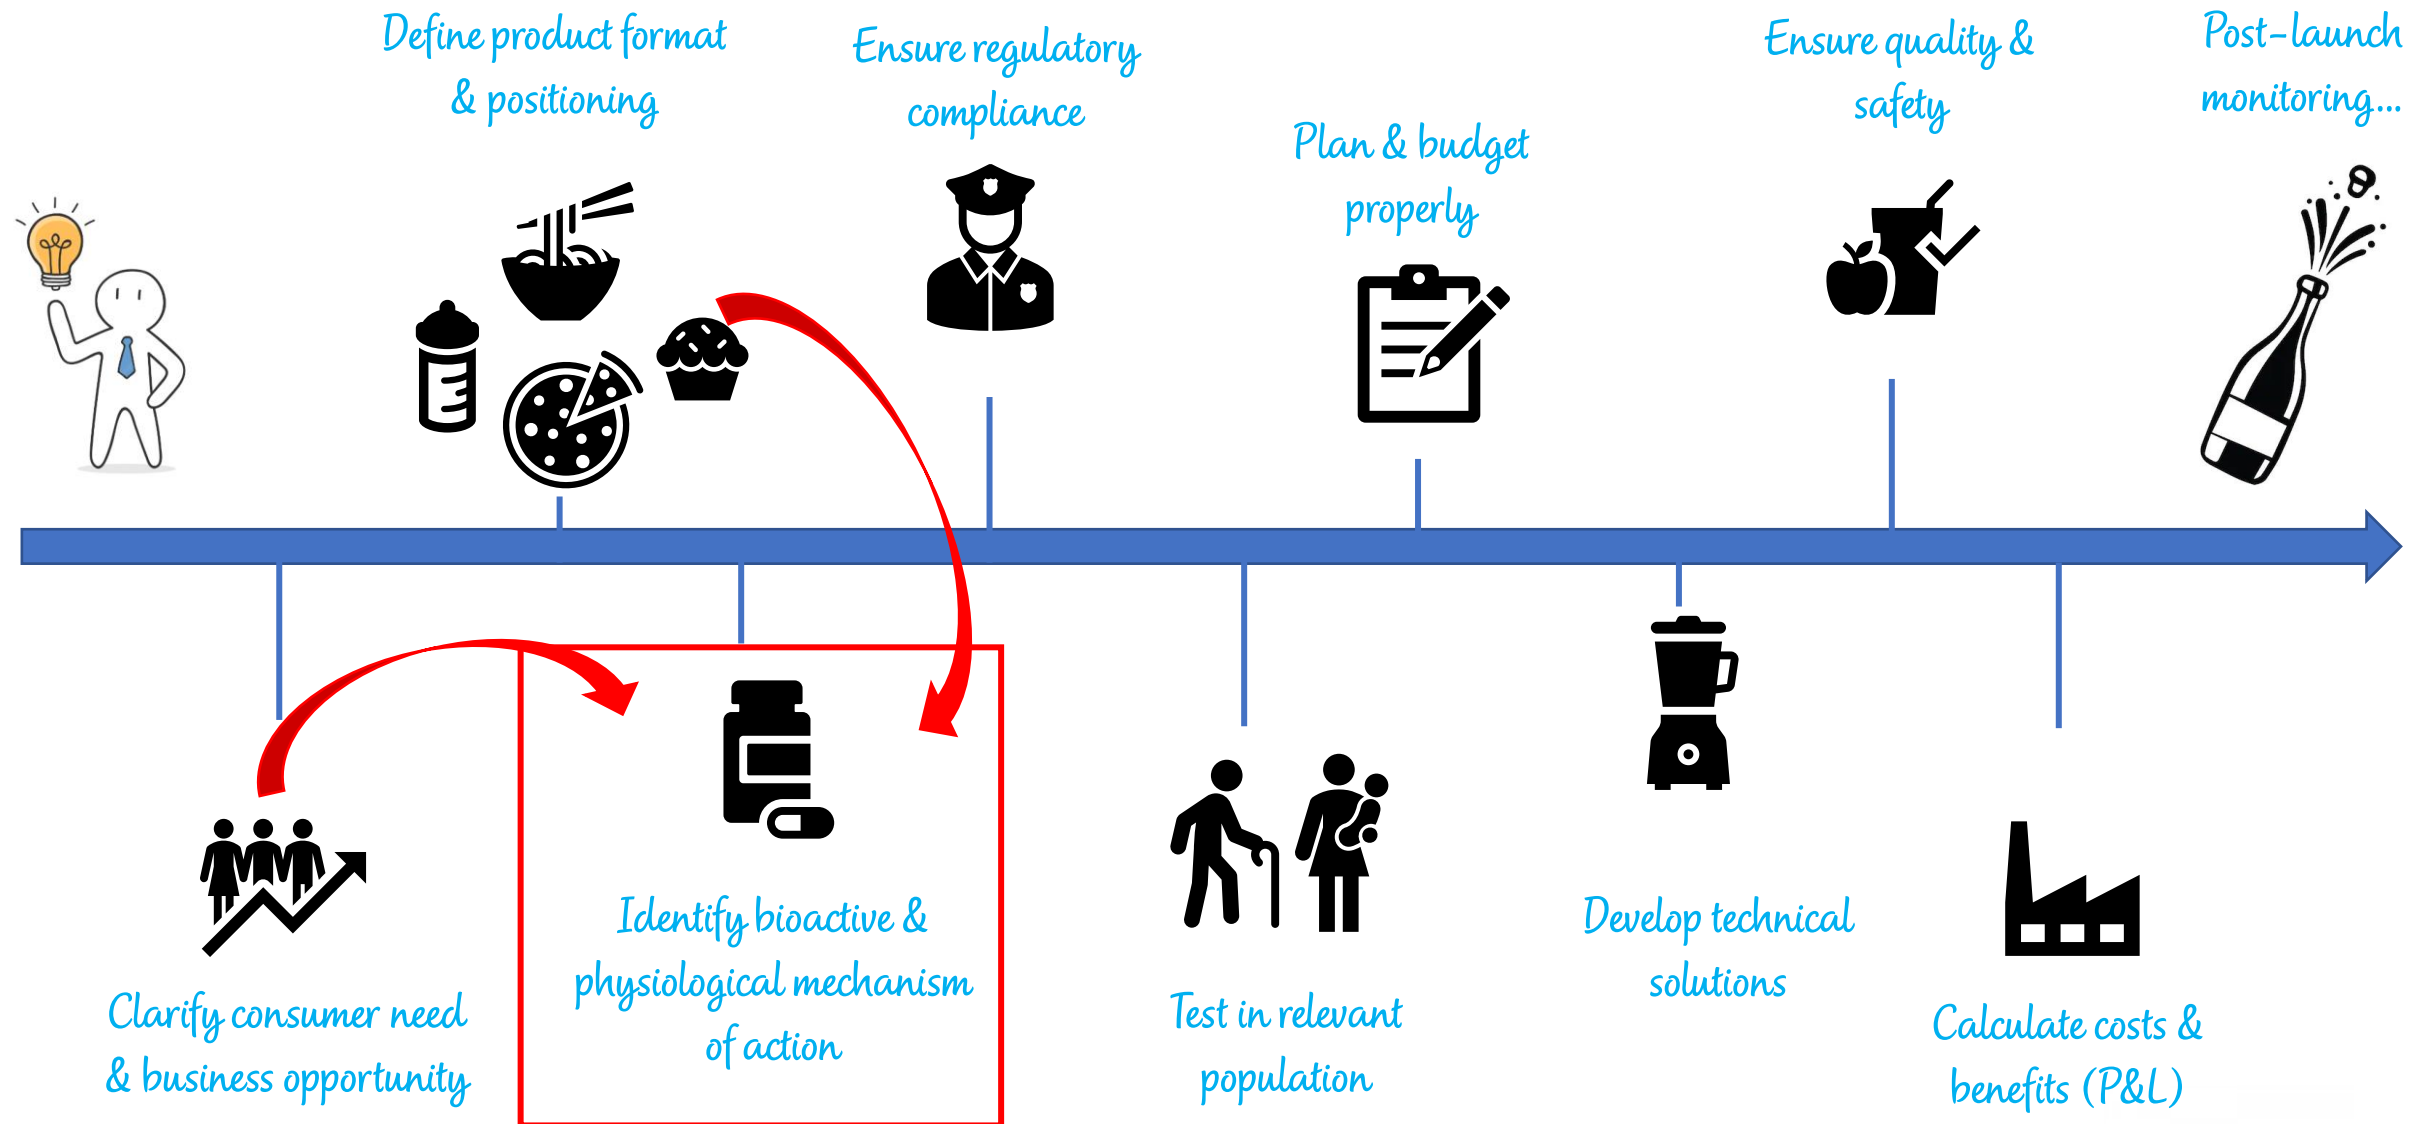 Define product format
& positioning
Ensure regulatory
compliance
Plan & budget
properly
Ensure quality &
safety
Post-launch
monitoring...
Clarify consumer need
& business opportunity
Identify bioactive &
physiological mechanism
of action
Test in relevant
population
Develop technical
solutions
Calculate costs &
benefits (P&L)